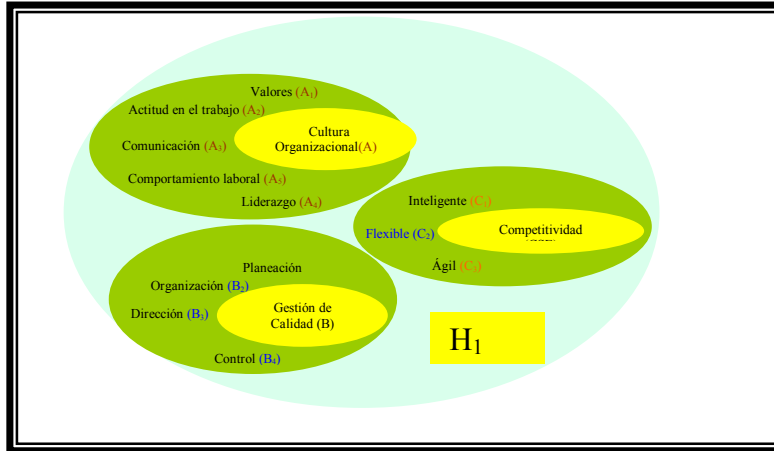 Valores (A₁)
Actitud en el trabajo (A₂)
Cultura
Organizacional(A)
Comunicación (A₃)
Comportamiento laboral (A₅)
Liderazgo (A₄)
Inteligente (C₁)
Flexible (C₂)
Competitividad
Ágil (C₃)
Planeación
Organización (B₂)
Dirección (B₃)
Gestión de
Calidad (B)
Control (B₄)
H₁